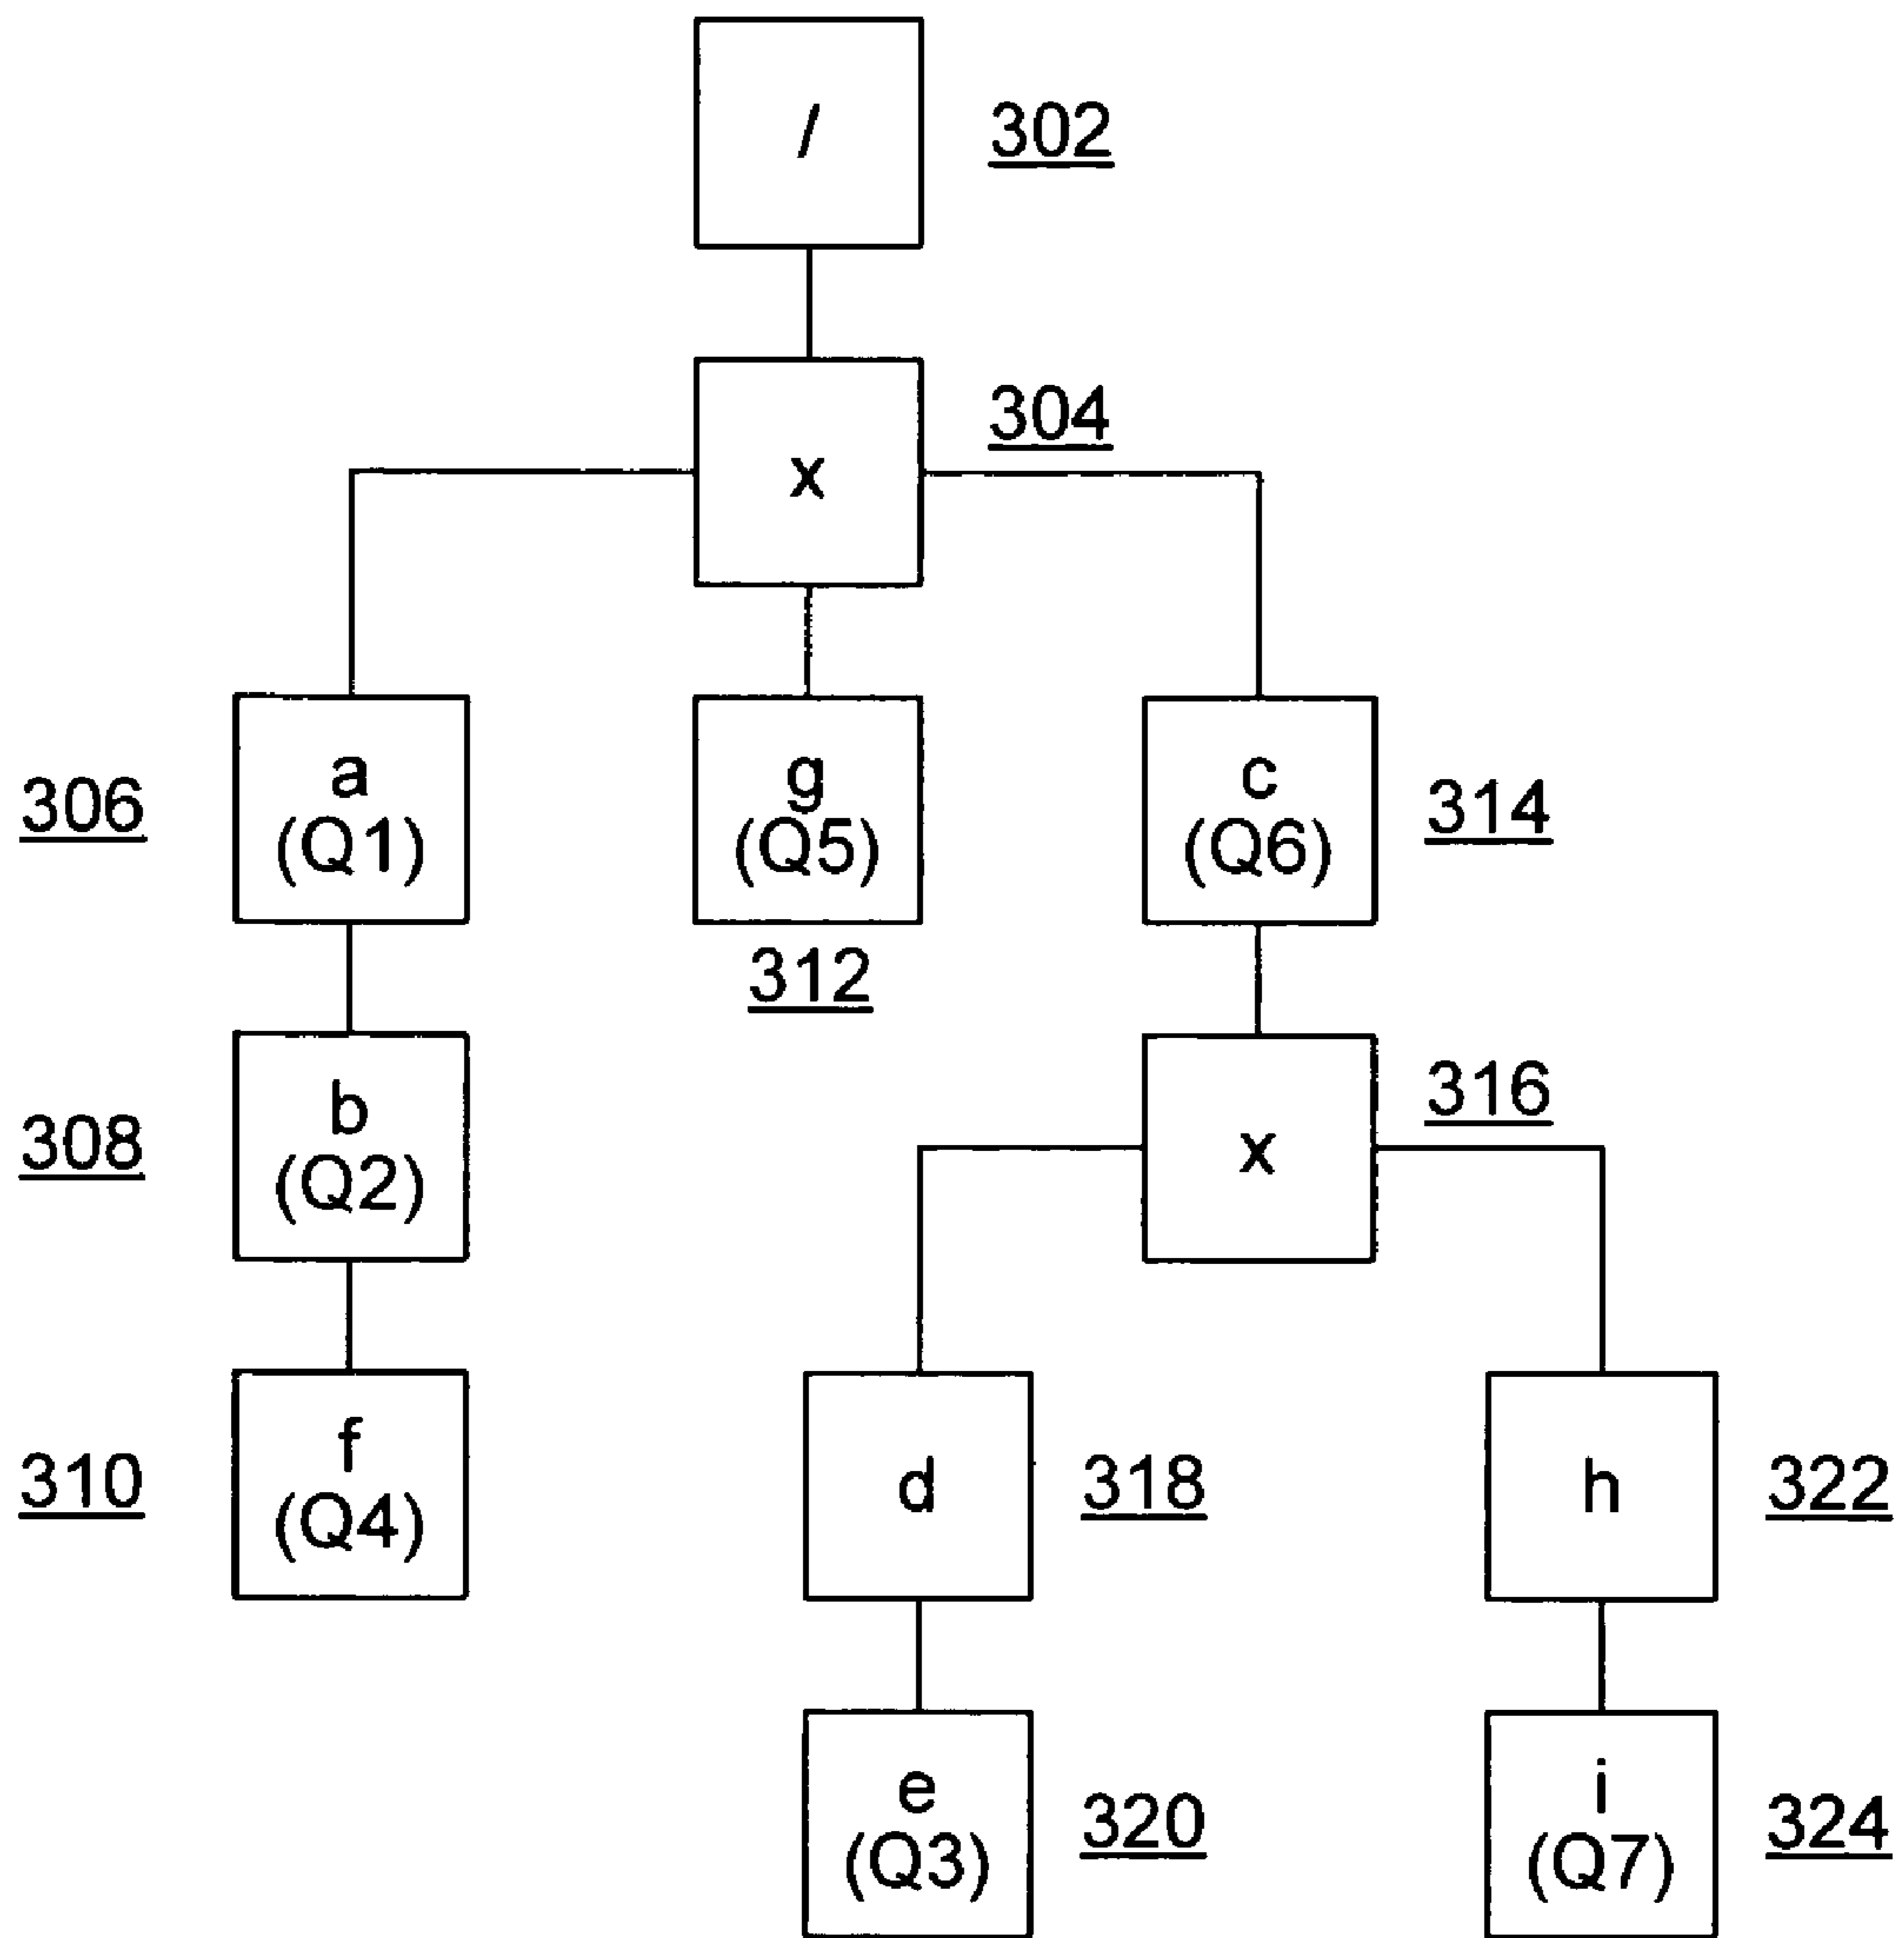 /
302
304
x
a
(Q1)
306
g
(Q5)
312
c
(Q6)
314
b
(Q2)
308
x
316
f
(Q4)
310
d
318
h
322
e
(Q3)
320
i
(Q7)
324